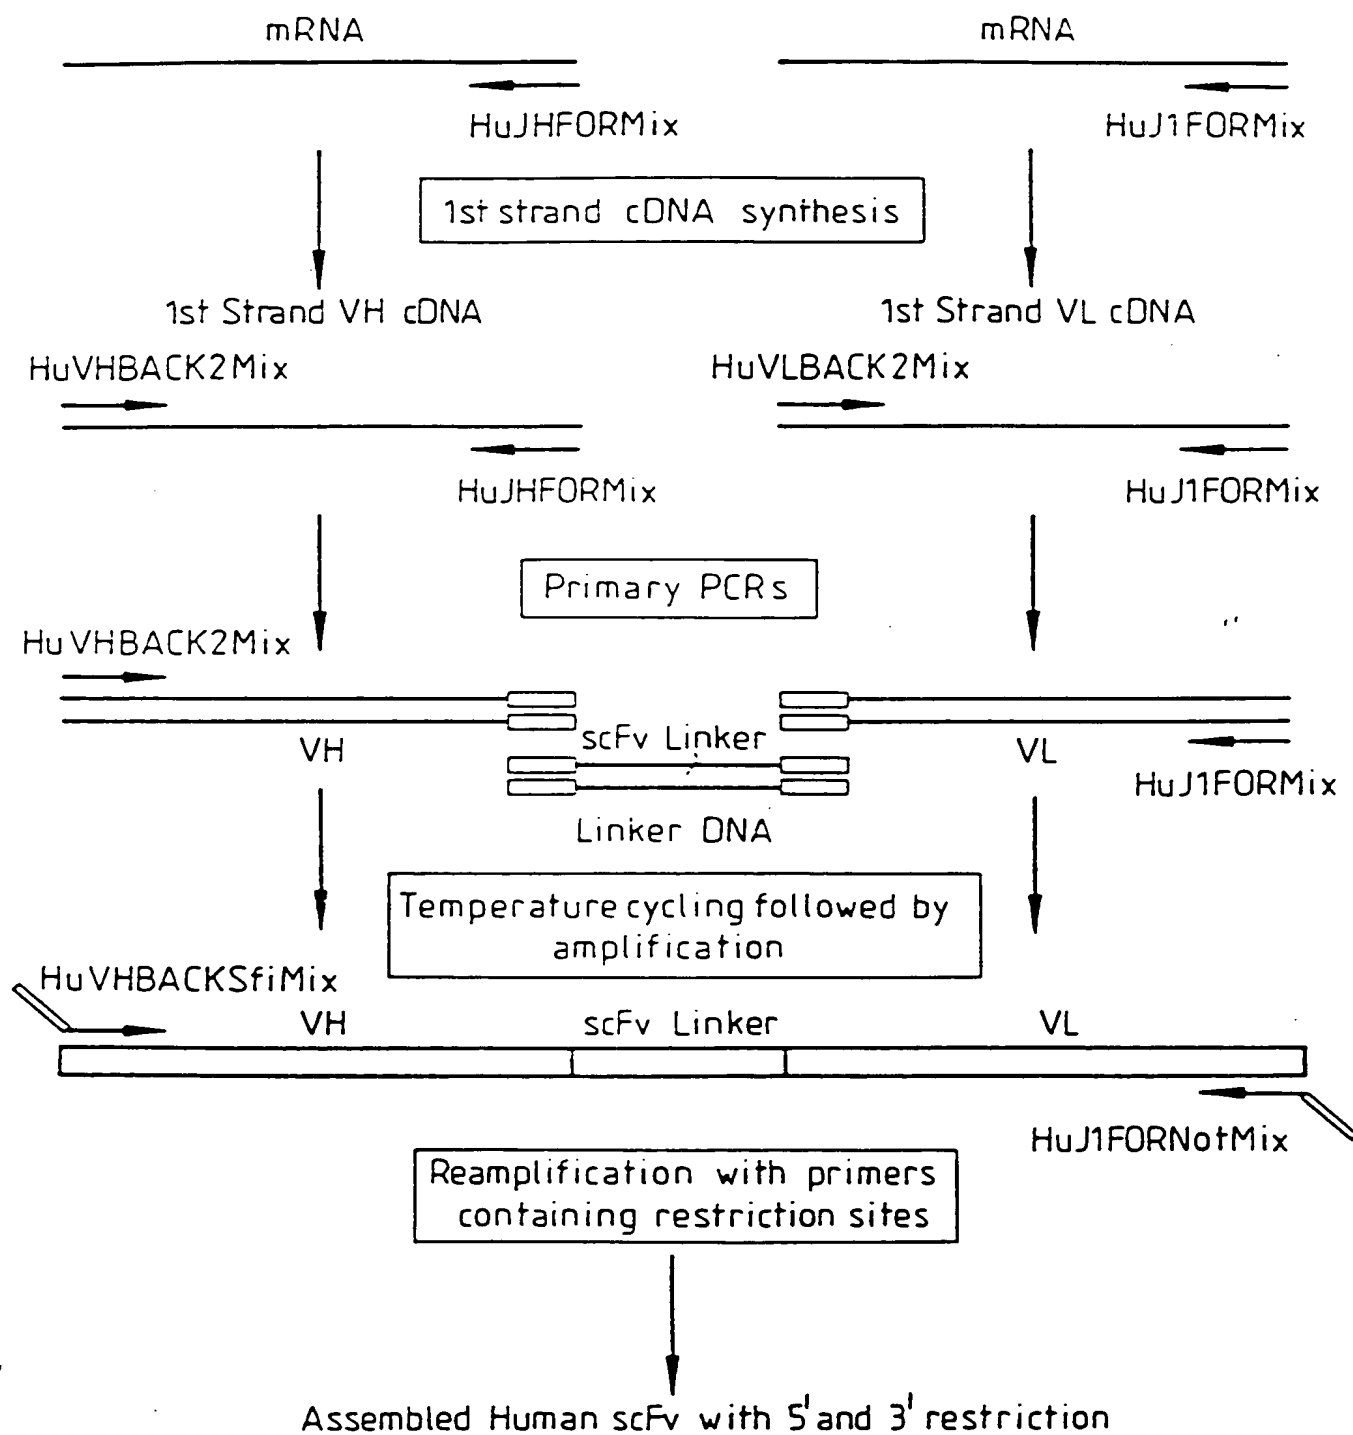 mRNA
mRNA
HuJHFORMix
HuJ1FORMix
1st strand cDNA synthesis
1st Strand VH cDNA
1st Strand VL cDNA
HuVHBACK2Mix
HuVLBACK2Mix
HuJHFORMix
HuJ1FORMix
Primary PCRs
HuVHBACK2Mix
VH
scFv Linker
VL
HuJ1FORMix
Linker DNA
Temperature cycling followed by
amplification
HuVHBACKSfiMix
VH
scFv Linker
VL
HuJ1FORNotMix
Reamplification with primers
containing restriction sites
Assembled Human scFv with 5' and 3' restriction